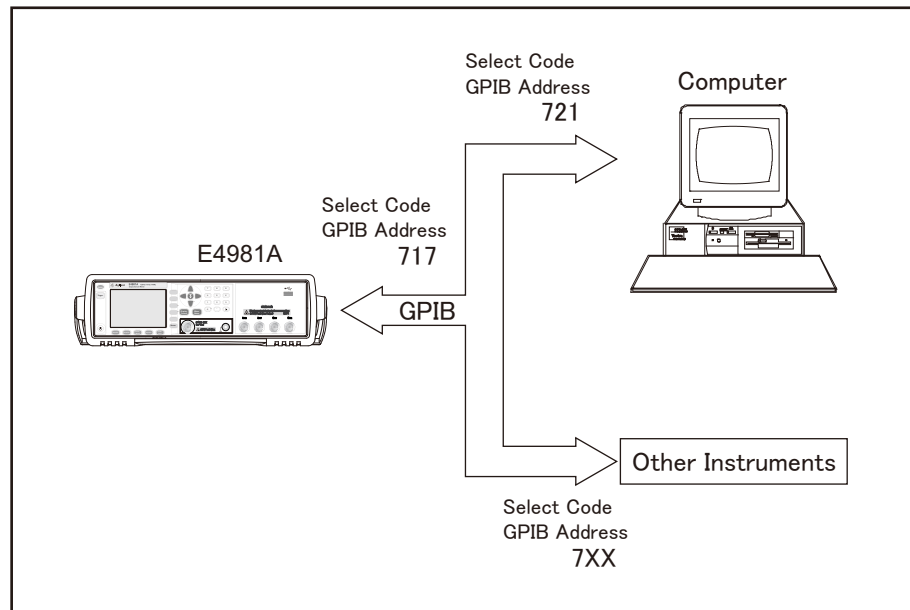 Select Code
GPIB Address
721
Computer
Select Code
GPIB Address
717
E4981A
GPIB
Other Instruments
Select Code
GPIB Address
7XX